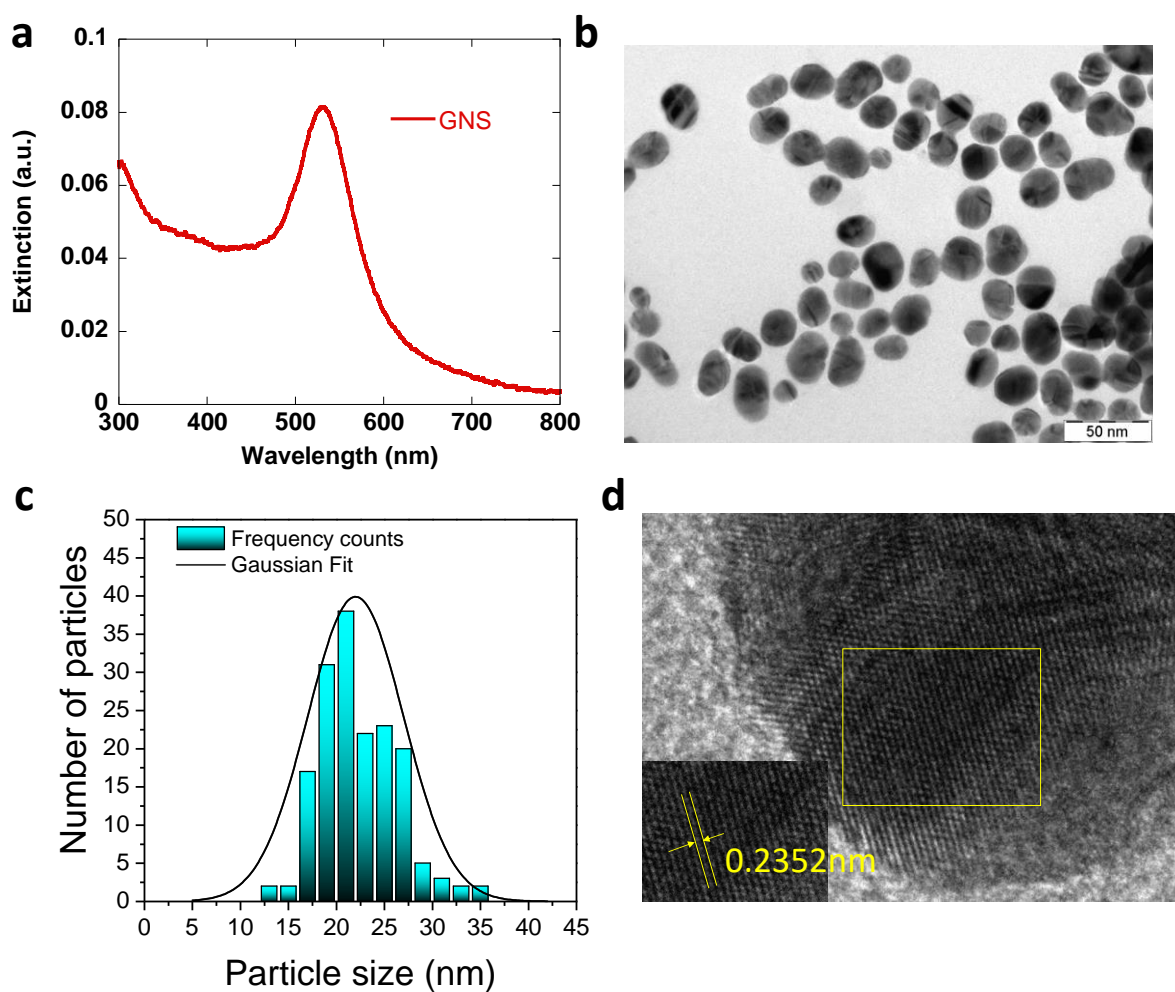 a
0.1
0.08
0.06
0.04
0.02
0
Extinction (a.u.)
GNS
300 400 500 600 700 800
Wavelength (nm)
b
50 nm
c
50
45
40
35
30
25
20
15
10
5
0
Number of particles
Frequency counts
Gaussian Fit
0 5 10 15 20 25 30 35 40 45
Particle size (nm)
d
0.2352nm